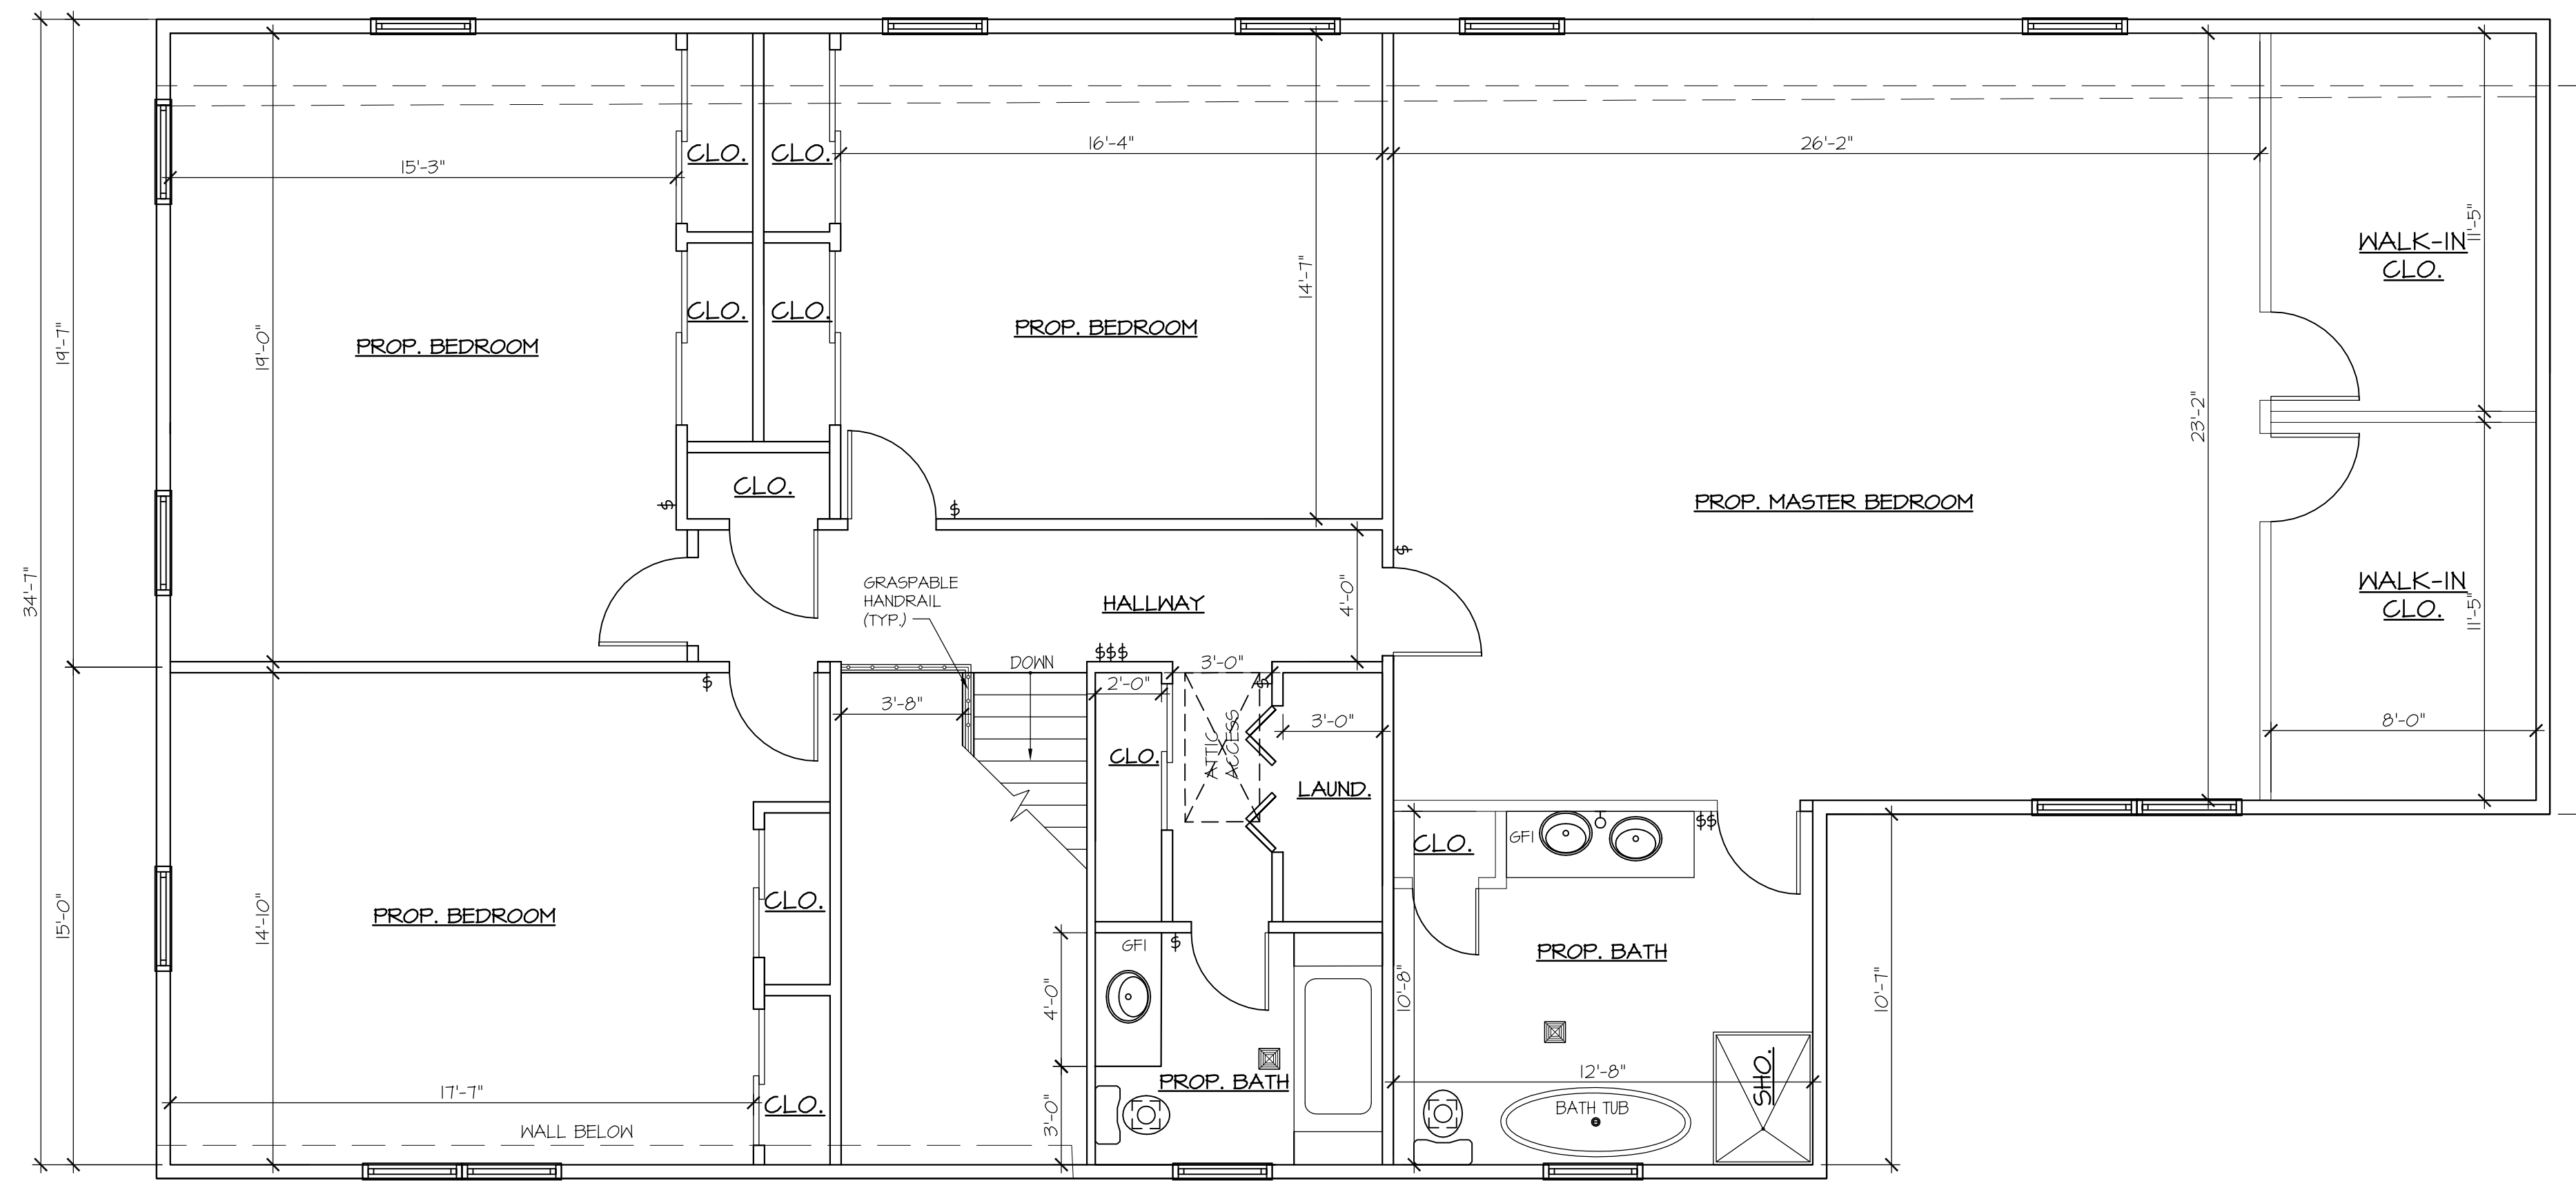 15'-3"
CLO.
CLO.
16'-4"
26'-2"
11'-5"
WALK-IN
CLO.
14'-7"
19'-7"
19'-0"
PROP. BEDROOM
CLO.
CLO.
PROP. BEDROOM
23'-2"
CLO.
$
$
PROP. MASTER BEDROOM
$
34'-7"
GRASPABLE
HANDRAIL
(TYP.)
HALLWAY
4'-0"
WALK-IN
CLO.
11'-5"
$$$
DOWN
3'-0"
$
2'-0"
$
3'-8"
3'-0"
8'-0"
ATTIC
ACCESS
CLO.
LAUND.
CLO.
GFI
$$
15'-0"
14'-10"
PROP. BEDROOM
CLO.
GFI
$
PROP. BATH
4'-0"
10'-8"
10'-7"
PROP. BATH
12'-8"
SHO.
17'-7"
CLO.
3'-0"
BATH TUB
WALL BELOW